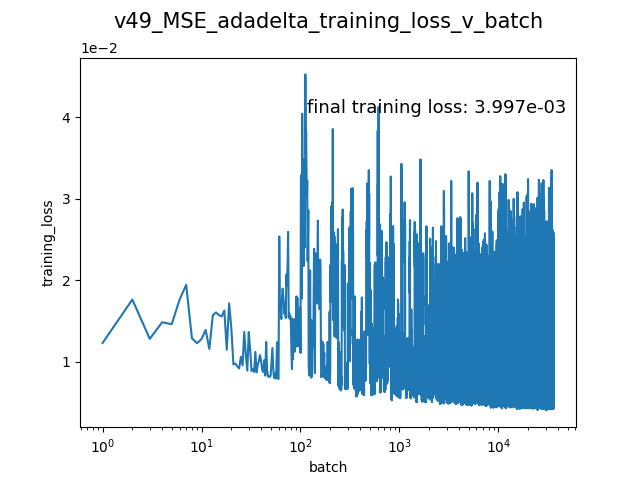 v49_MSE_adadelta_training_loss_v_batch
1e−2
final training loss: 3.997e-03
4
3
2
1
training_loss
10^0 10^1 10^2 10^3 10^4
batch